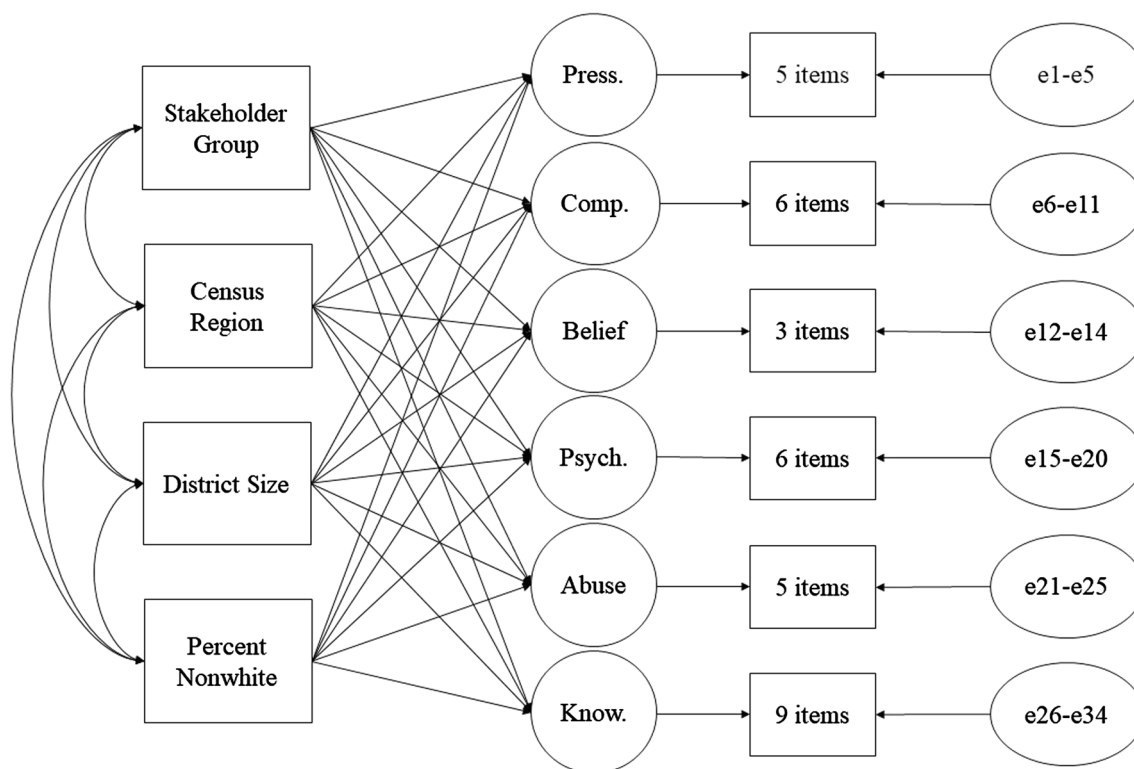 Stakeholder
Group
Census
Region
District Size
Percent
Nonwhite
Press.
5 items
e1-e5
Comp.
6 items
e6-e11
Belief
3 items
e12-e14
Psych.
6 items
e15-e20
Abuse
5 items
e21-e25
Know.
9 items
e26-e34